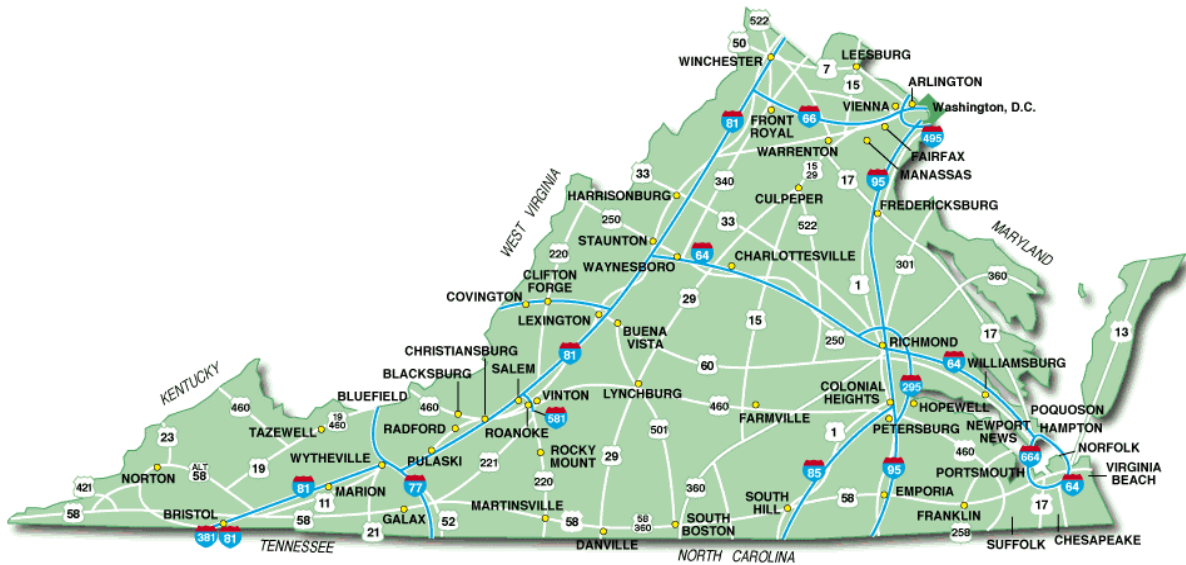 522
50
LEESBURG
WINCHESTER
7
15
ARLINGTON
VIENNA
Washington, D.C.
81
FRONT
ROYAL
66
495
WARRENTON
FAIRFAX
MANASSAS
15
29
17
95
33
340
HARRISONBURG
CULPEPER
FREDERICKSBURG
WEST VIRGINIA
250
33
522
MARYLAND
STAUNTON
220
64
WAYNESBORO
CHARLOTTESVILLE
301
360
CLIFTON
FORGE
1
COVINGTON
29
LEXINGTON
15
17
13
BUENA
VISTA
250
RICHMOND
CHRISTIANSBURG
81
64
WILLIAMSBURG
BLACKSBURG
SALEM
60
KENTUCKY
BLUEFIELD
295
VINTON
LYNCHBURG
COLONIAL
HEIGHTS
460
19
460
460
581
460
FARMVILLE
HOPEWELL
POQUOSON
HAMPTON
TAZEWELL
RADFORD
ROANOKE
PETERSBURG
NEWPORT
NEWS
23
501
1
NORFOLK
WYTHEVILLE
PULASKI
221
ROCKY
MOUNT
29
460
664
NORTON
ALT.
58
19
85
95
PORTSMOUTH
VIRGINIA
BEACH
421
81
MARION
77
220
360
64
11
MARTINSVILLE
SOUTH
HILL
58
EMPORIA
58
BRISTOL
58
GALAX
52
58
58
360
SOUTH
BOSTON
FRANKLIN
17
381
81
21
DANVILLE
258
SUFFOLK
CHESAPEAKE
TENNESSEE
NORTH CAROLINA